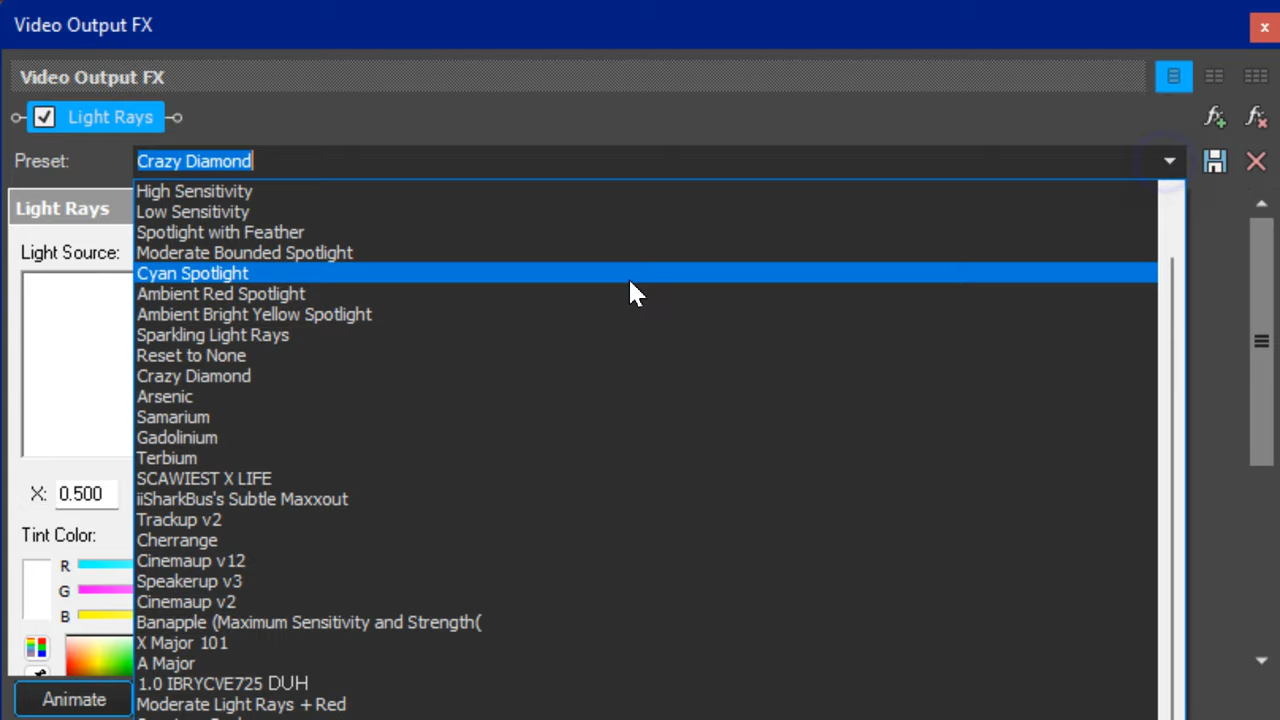 Video Output FX
x
Video Output FX
Light Rays
Preset:
Crazy Diamond
High Sensitivity
Low Sensitivity
Spotlight with Feather
Moderate Bounded Spotlight
Cyan Spotlight
Ambient Red Spotlight
Ambient Bright Yellow Spotlight
Sparkling Light Rays
Reset to None
Crazy Diamond
Arsenic
Samarium
Gadolinium
Terbium
SCAWIEST X LIFE
iiSharkBus's Subtle Maxxout
Trackup v2
Cherrange
Cinemaup v12
Speakerup v3
Cinemaup v2
Banapple (Maximum Sensitivity and Strength(
X Major 101
A Major
1.0 IBRYCVE725 DUH
Moderate Light Rays + Red
Light Rays
Light Source:
X: 0.500
Tint Color:
R
G
B
Animate